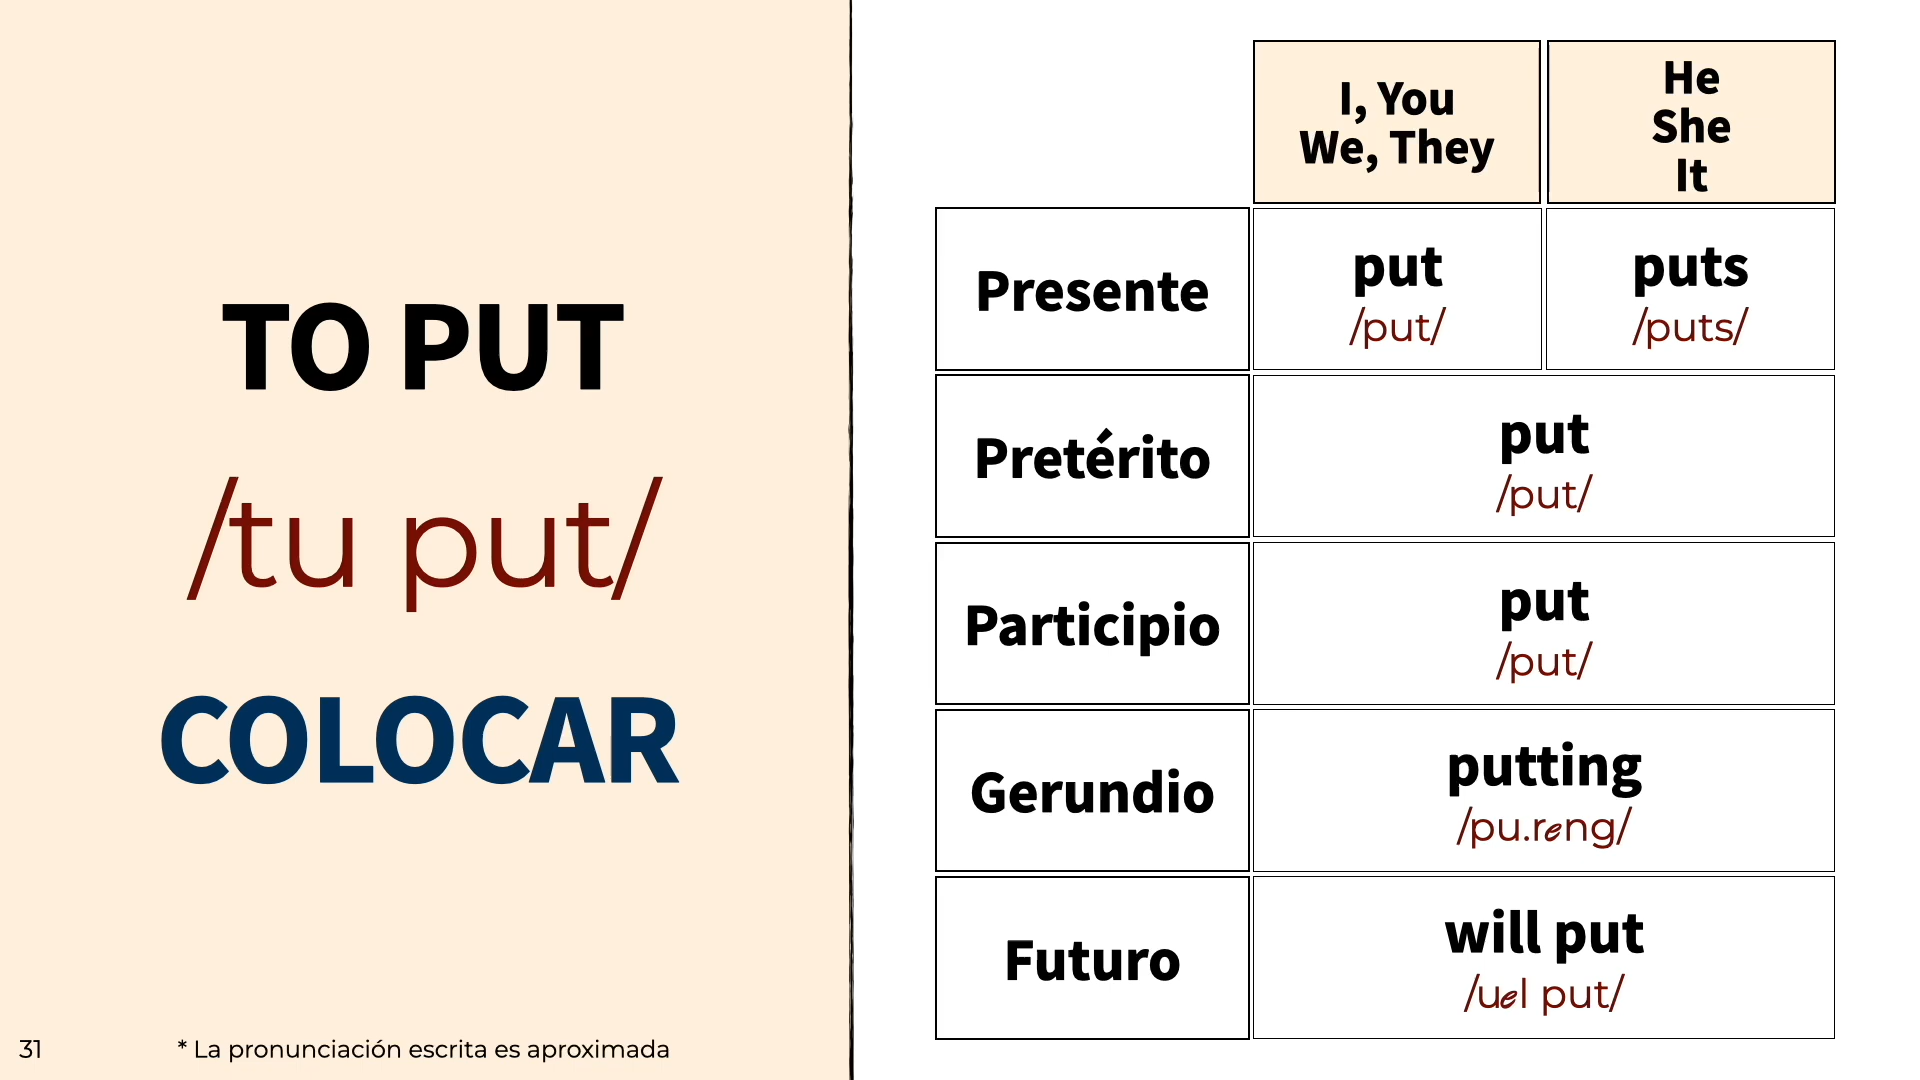 TO PUT
/tu put/
COLOCAR
31
* La pronunciación escrita es aproximada
I, You
We, They
He
She
It
Presente
put
/put/
puts
/puts/
Pretérito
put
/put/
Participio
put
/put/
Gerundio
putting
/pu.reng/
Futuro
will put
/uel put/